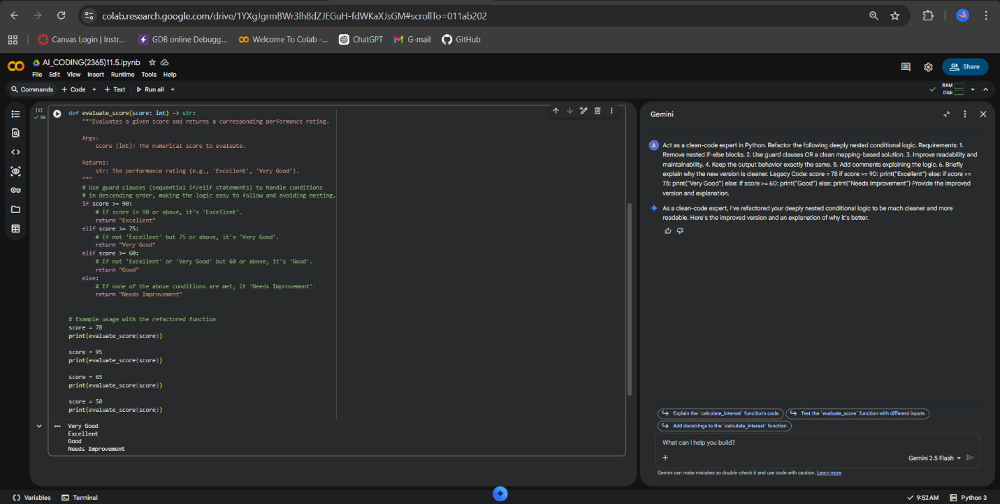 colab.research.google.com/drive/1YXgJgrmBWr3lh8dZJEGuH-fdWKaXJsGM#scrollTo=011ab202
Canvas Login | Instr...
GDB online Debugg...
Welcome To Colab -...
ChatGPT
G-mail
GitHub
AI_CODING(2365)11.5.ipynb
File Edit View Insert Runtime Tools Help
Share
Commands + Code + Text Run all
RAM
Disk
[2]
0s
def evaluate_score(score: int) -> str:
"""Evaluates a given score and returns a corresponding performance rating.
Args:
score (int): The numerical score to evaluate.
Returns:
str: The performance rating (e.g., 'Excellent', 'Very Good').
"""
# Use guard clauses (sequential if/elif statements) to handle conditions
# in descending order, making the logic easy to follow and avoiding nesting.
if score >= 90:
# If score is 90 or above, it's 'Excellent'.
return "Excellent"
elif score >= 75:
# If not 'Excellent' but 75 or above, it's 'Very Good'.
return "Very Good"
elif score >= 60:
# If not 'Excellent' or 'Very Good' but 60 or above, it's 'Good'.
return "Good"
else:
# If none of the above conditions are met, it 'Needs Improvement'.
return "Needs Improvement"
# Example usage with the refactored function
score = 78
print(evaluate_score(score))
score = 95
print(evaluate_score(score))
score = 65
print(evaluate_score(score))
score = 50
print(evaluate_score(score))
Very Good
Excellent
Good
Needs Improvement
Gemini
A
Act as a clean-code expert in Python. Refactor the following deeply nested conditional logic. Requirements: 1.
Remove nested if-else blocks. 2. Use guard clauses OR a clean mapping-based solution. 3. Improve readability and
maintainability. 4. Keep the output behavior exactly the same. 5. Add comments explaining the logic. 6. Briefly
explain why the new version is cleaner. Legacy Code: score = 78 if score >= 90: print("Excellent") else: if score >=
75: print("Very Good") else: if score >= 60: print("Good") else: print("Needs Improvement") Provide the improved
version and explanation.
As a clean-code expert, I've refactored your deeply nested conditional logic to be much cleaner and more
readable. Here's the improved version and an explanation of why it's better.
Explain the `calculate_interest` function's code
Test the `evaluate_score` function with different inputs
Add docstrings to the `calculate_interest` function
What can I help you build?
Gemini 2.5 Flash
Gemini can make mistakes so double-check it and use code with caution. Learn more
Variables
Terminal
9:52 AM
Python 3